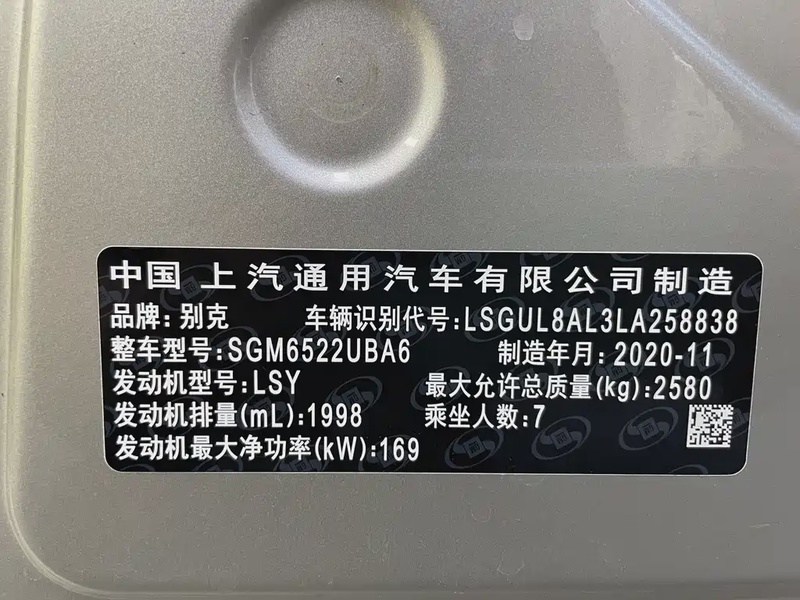 中国 上汽通用汽车有限公司制造
品牌:别克 车辆识别代号:LSGUL8AL3LA258838
整车型号:SGM6522UBA6 制造年月:2020-11
发动机型号:LSY 最大允许总质量(kg):2580
发动机排量(mL):1998 乘坐人数:7
发动机最大净功率(kW):169